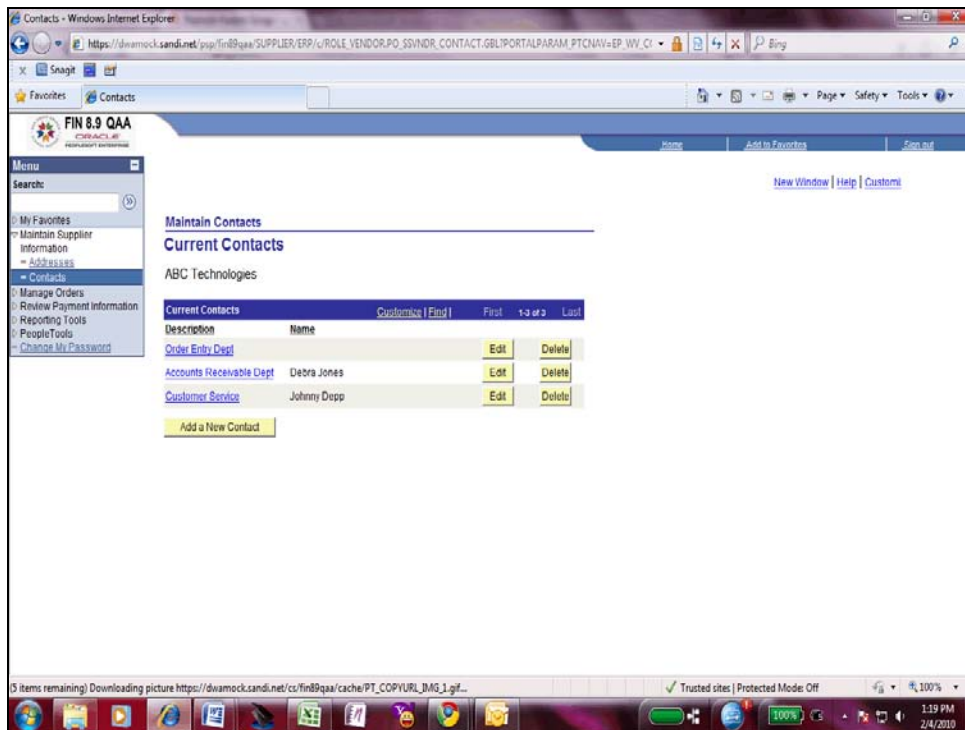 Contacts - Windows Internet Explorer
https://dwamock.sandi.net/psp/fin89qaa/SUPPLIER/ERP/c/ROLE_VENDOR.PO_SSVNDR_CONTACT.GBL?PORTALPARAM_PTCNAV=EP_WV_C
Bing
x Snagit
Favorites Contacts
Page Safety Tools
FIN 8.9 QAA
ORACLE
PEOPLESOFT ENTERPRISE
Home Add to Favorites Sign out
Menu
New Window | Help | Customi
Search:
My Favorites
Maintain Supplier
Information
- Addresses
- Contacts
Manage Orders
Review Payment Information
Reporting Tools
PeopleTools
- Change My Password
Maintain Contacts
Current Contacts
ABC Technologies
Current Contacts Customize | Find | First 1-3 of 3 Last
Description Name
Order Entry Dept Edit Delete
Accounts Receivable Dept Debra Jones Edit Delete
Customer Service Johnny Depp Edit Delete
Add a New Contact
(5 items remaining) Downloading picture https://dwamock.sandi.net/cs/fin89qaa/cache/PT_COPYURL_IMG_1.gif...
Trusted sites | Protected Mode: Off 100%
100%
1:19 PM
2/4/2010